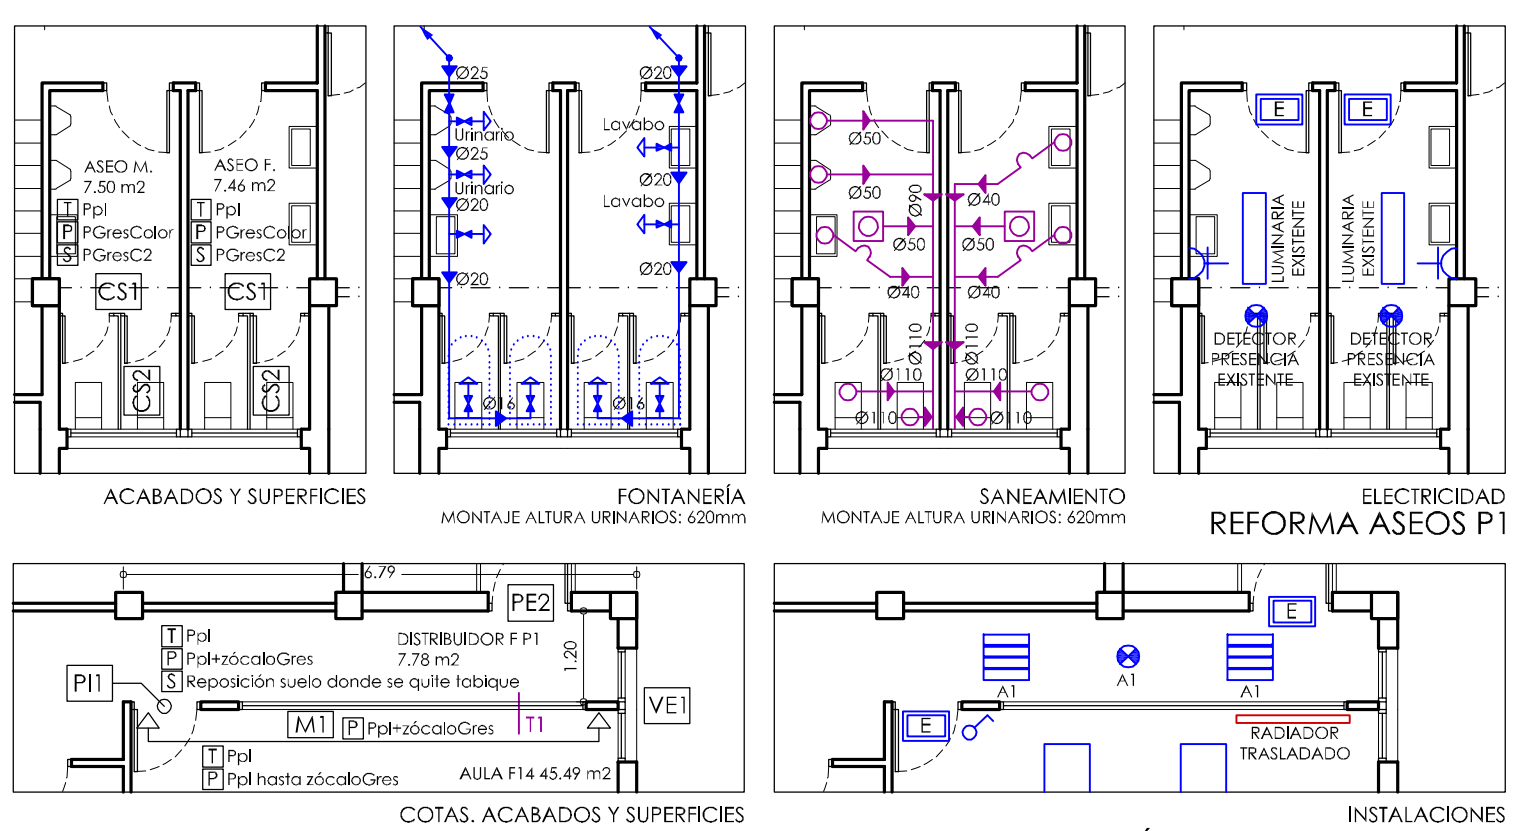 ASEO M.
7.50 m2
T Ppl
P PGresColor
S PGresC2
CS1
CS2
ASEO F.
7.46 m2
T Ppl
P PGresColor
S PGresC2
CS1
CS2
ACABADOS Y SUPERFICIES
Ø25
Urinario
Ø25
Urinario
Ø20
Ø20
Ø16
Ø20
Lavabo
Ø20
Lavabo
Ø20
Ø16
FONTANERÍA
MONTAJE ALTURA URINARIOS: 620mm
Ø50
Ø50
Ø90
Ø40
Ø50
Ø50
Ø40
Ø40
Ø110
Ø110
Ø110
Ø110
Ø110
Ø110
SANEAMIENTO
MONTAJE ALTURA URINARIOS: 620mm
E
E
LUMINARIA
EXISTENTE
LUMINARIA
EXISTENTE
DETECTOR
PRESENCIA
EXISTENTE
DETECTOR
PRESENCIA
EXISTENTE
ELECTRICIDAD
REFORMA ASEOS P1
6.79
PE2
T Ppl
P Ppl+zócaloGres
S Reposición suelo donde se quite tabique
DISTRIBUIDOR F P1
7.78 m2
1.20
PI1
VE1
M1
P Ppl+zócaloGres
T1
T Ppl
P Ppl hasta zócaloGres
AULA F14 45.49 m2
COTAS. ACABADOS Y SUPERFICIES
E
A1
A1
A1
E
RADIADOR
TRASLADADO
INSTALACIONES